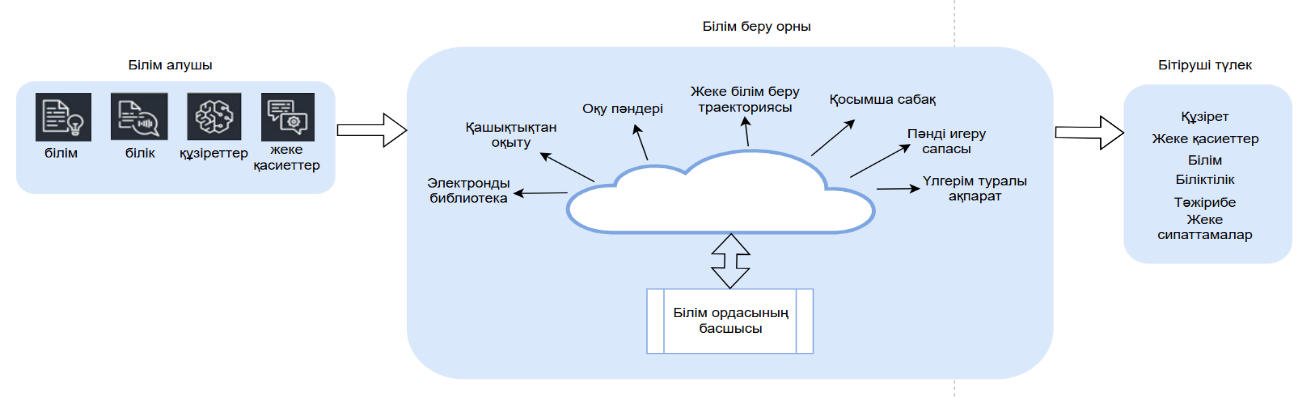 Білім алушы
білім
білік
құзіреттер
жеке
қасиеттер
Білім беру орны
Электронды
библиотека
Қашықтықтан
оқыту
Оқу пәндері
Жеке білім беру
траекториясы
Қосымша сабақ
Пәнді игеру
сапасы
Үлгерім туралы
ақпарат
Білім ордасының
басшысы
Бітіруші түлек
Құзірет
Жеке қасиеттер
Білім
Біліктілік
Тәжірибе
Жеке
сипаттамалар